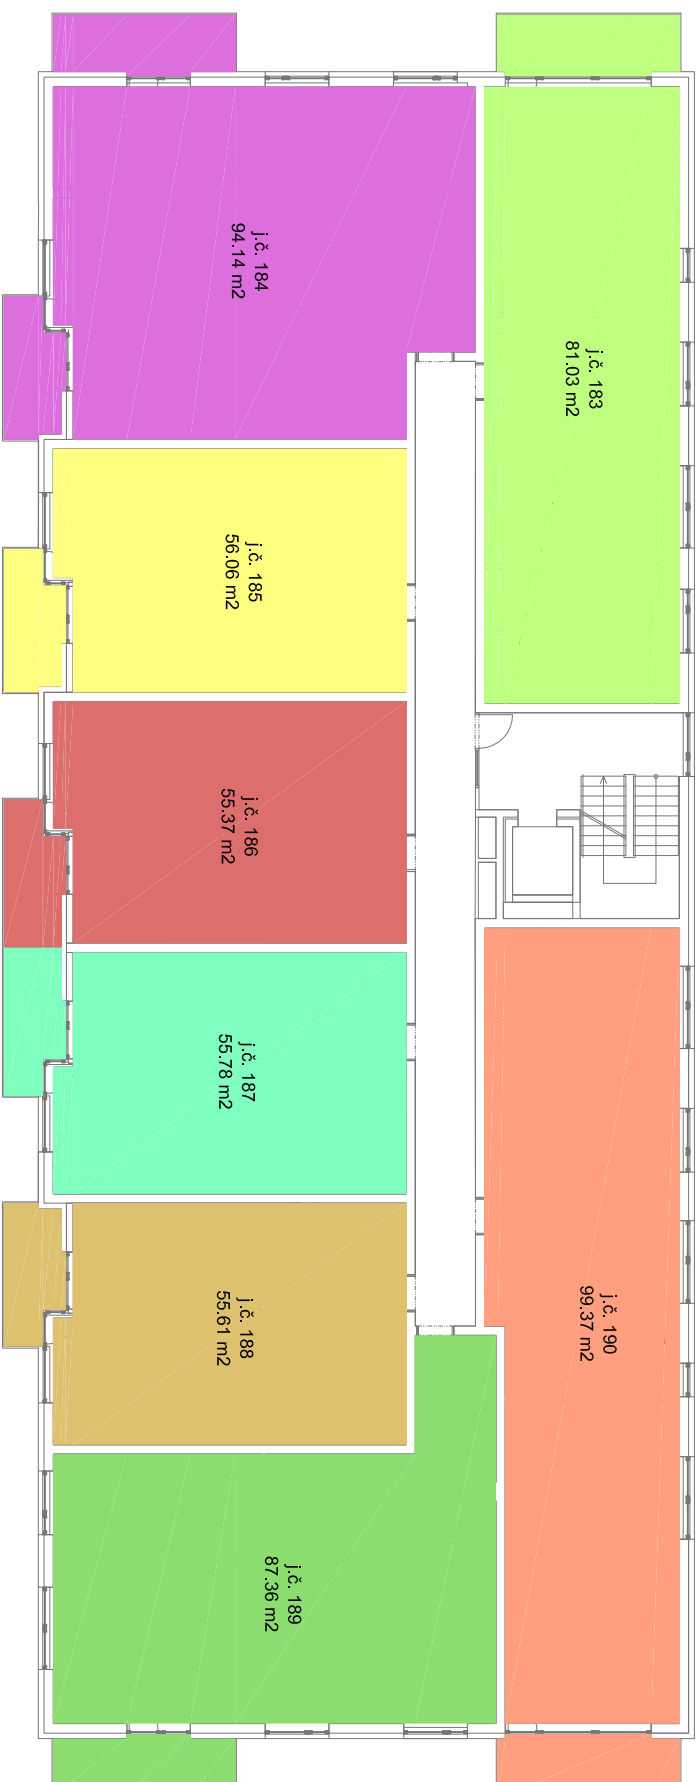 j.č. 183
81.03 m2
j.č. 184
94.14 m2
j.č. 185
56.06 m2
j.č. 186
55.37 m2
j.č. 187
55.78 m2
j.č. 188
55.61 m2
j.č. 189
87.36 m2
j.č. 190
99.37 m2